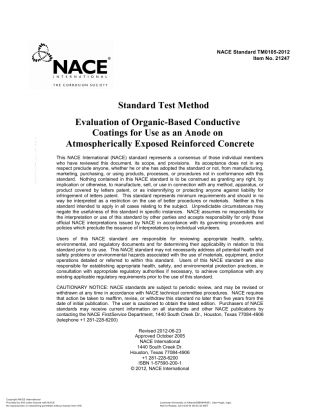 NACE Standard TM0105-2012
Item No. 21247
NACE
INTERNATIONAL
THE CORROSION SOCIETY
Standard Test Method
Evaluation of Organic-Based Conductive
Coatings for Use as an Anode on
Atmospherically Exposed Reinforced Concrete
This NACE International (NACE) standard represents a consensus of those individual members
who have reviewed this document, its scope, and provisions. Its acceptance does not in any
respect preclude anyone, whether he or she has adopted the standard or not, from manufacturing,
marketing, purchasing, or using products, processes, or procedures not in conformance with this
standard. Nothing contained in this NACE standard is to be construed as granting any right, by
implication or otherwise, to manufacture, sell, or use in connection with any method, apparatus, or
product covered by letters patent, or as indemnifying or protecting anyone against liability for
infringement of letters patent. This standard represents minimum requirements and should in no
way be interpreted as a restriction on the use of better procedures or materials. Neither is this
standard intended to apply in all cases relating to the subject. Unpredictable circumstances may
negate the usefulness of this standard in specific instances. NACE assumes no responsibility for
the interpretation or use of this standard by other parties and accepts responsibility for only those
official NACE interpretations issued by NACE in accordance with its governing procedures and
policies which preclude the issuance of interpretations by individual volunteers.
Users of this NACE standard are responsible for reviewing appropriate health, safety,
environmental, and regulatory documents and for determining their applicability in relation to this
standard prior to its use. This NACE standard may not necessarily address all potential health and
safety problems or environmental hazards associated with the use of materials, equipment, and/or
operations detailed or referred to within this standard. Users of this NACE standard are also
responsible for establishing appropriate health, safety, and environmental protection practices, in
consultation with appropriate regulatory authorities if necessary, to achieve compliance with any
existing applicable regulatory requirements prior to the use of this standard.
CAUTIONARY NOTICE: NACE standards are subject to periodic review, and may be revised or
withdrawn at any time in accordance with NACE technical committee procedures. NACE requires
that action be taken to reaffirm, revise, or withdraw this standard no later than five years from the
date of initial publication. The user is cautioned to obtain the latest edition. Purchasers of NACE
standards may receive current information on all standards and other NACE publications by
contacting the NACE FirstService Department, 1440 South Creek Dr., Houston, Texas 77084-4906
(telephone +1 281-228-6200)
Revised 2012-06-23
Approved October 2005
NACE International
1440 South Creek Dr.
Houston, Texas 77084-4906
+1 281-228-6200
ISBN 1-57590-200-1
© 2012, NACE International